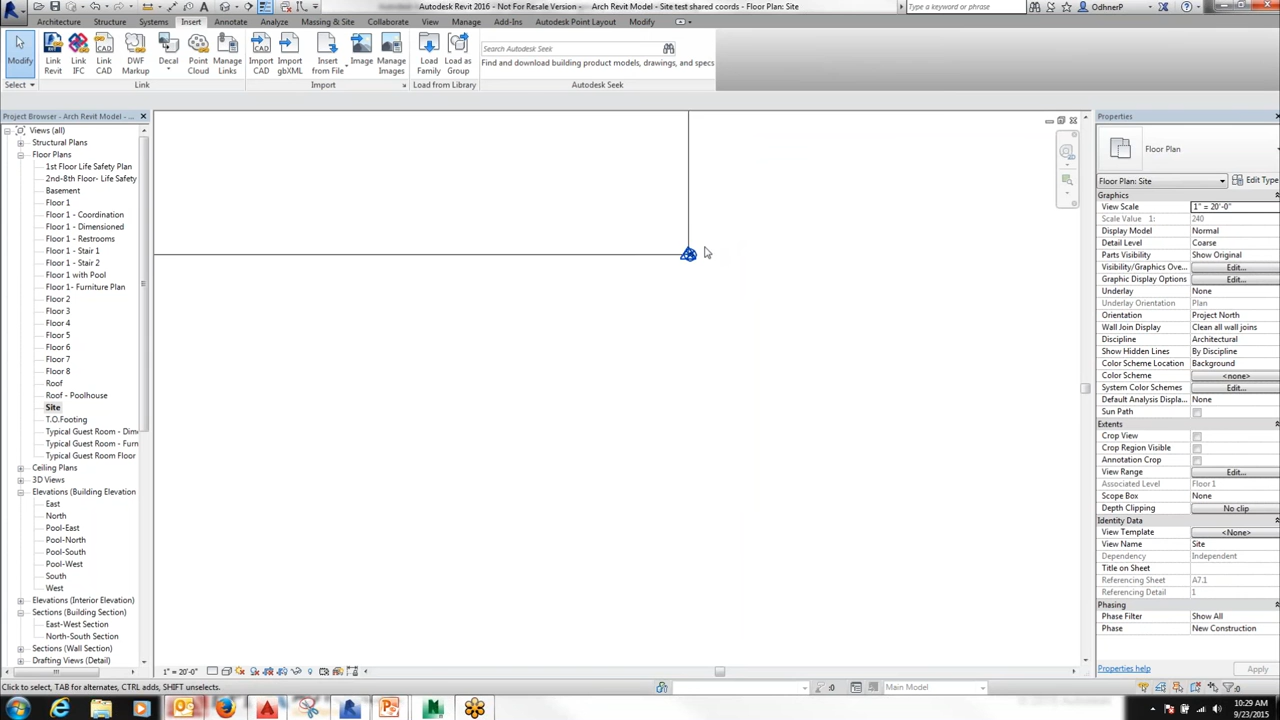 Autodesk Revit 2016 - Not For Resale Version - Arch Revit Model - Site test shared coords - Floor Plan: Site
Type a keyword or phrase
OdhnerP
Architecture Structure Systems Insert Annotate Analyze Massing & Site Collaborate View Manage Add-Ins Autodesk Point Layout Modify
Modify
Link Revit
Link IFC
Link CAD
DWF Markup
Decal
Point Cloud
Manage Links
Import CAD
Import gbXML
Insert from File
Image
Manage Images
Load Family
Load as Group
Search Autodesk Seek
Find and download building product models, drawings, and specs
Select Link Import Load from Library Autodesk Seek
Project Browser - Arch Revit Model - ...
Views (all)
Structural Plans
Floor Plans
1st Floor Life Safety Plan
2nd-8th Floor- Life Safety
Basement
Floor 1
Floor 1 - Coordination
Floor 1 - Dimensioned
Floor 1 - Restrooms
Floor 1 - Stair 1
Floor 1 - Stair 2
Floor 1 with Pool
Floor 1- Furniture Plan
Floor 2
Floor 3
Floor 4
Floor 5
Floor 6
Floor 7
Floor 8
Roof
Roof - Poolhouse
Site
T.O.Footing
Typical Guest Room - Dim
Typical Guest Room - Furn
Typical Guest Room Floor
Ceiling Plans
3D Views
Elevations (Building Elevation
East
North
Pool-East
Pool-North
Pool-South
Pool-West
South
West
Elevations (Interior Elevation)
Sections (Building Section)
East-West Section
North-South Section
Sections (Wall Section)
Drafting Views (Detail)
Properties
Floor Plan
Floor Plan: Site Edit Type
Graphics
View Scale 1" = 20'-0"
Scale Value 1: 240
Display Model Normal
Detail Level Coarse
Parts Visibility Show Original
Visibility/Graphics Ove... Edit...
Graphic Display Options Edit...
Underlay None
Underlay Orientation Plan
Orientation Project North
Wall Join Display Clean all wall joins
Discipline Architectural
Show Hidden Lines By Discipline
Color Scheme Location Background
Color Scheme <none>
System Color Schemes Edit...
Default Analysis Displa... None
Sun Path
Extents
Crop View
Crop Region Visible
Annotation Crop
View Range Edit...
Associated Level Floor 1
Scope Box None
Depth Clipping No clip
Identity Data
View Template <None>
View Name Site
Dependency Independent
Title on Sheet
Referencing Sheet A7.1
Referencing Detail 1
Phasing
Phase Filter Show All
Phase New Construction
Properties help Apply
1" = 20'-0"
Click to select, TAB for alternates, CTRL adds, SHIFT unselects.
:0 Main Model :0
10:29 AM
9/23/2015